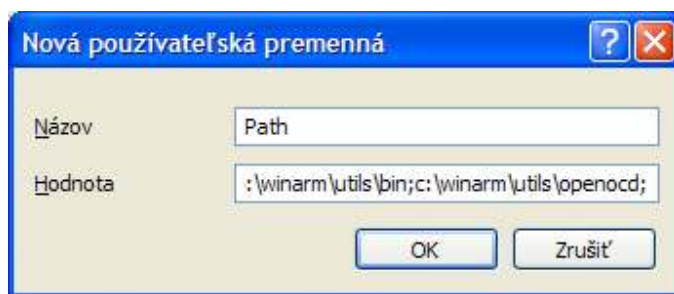 Nová používateľská premenná
Názov Path
Hodnota :\winarm\utils\bin;c:\winarm\utils\openocd;
OK Zrušiť